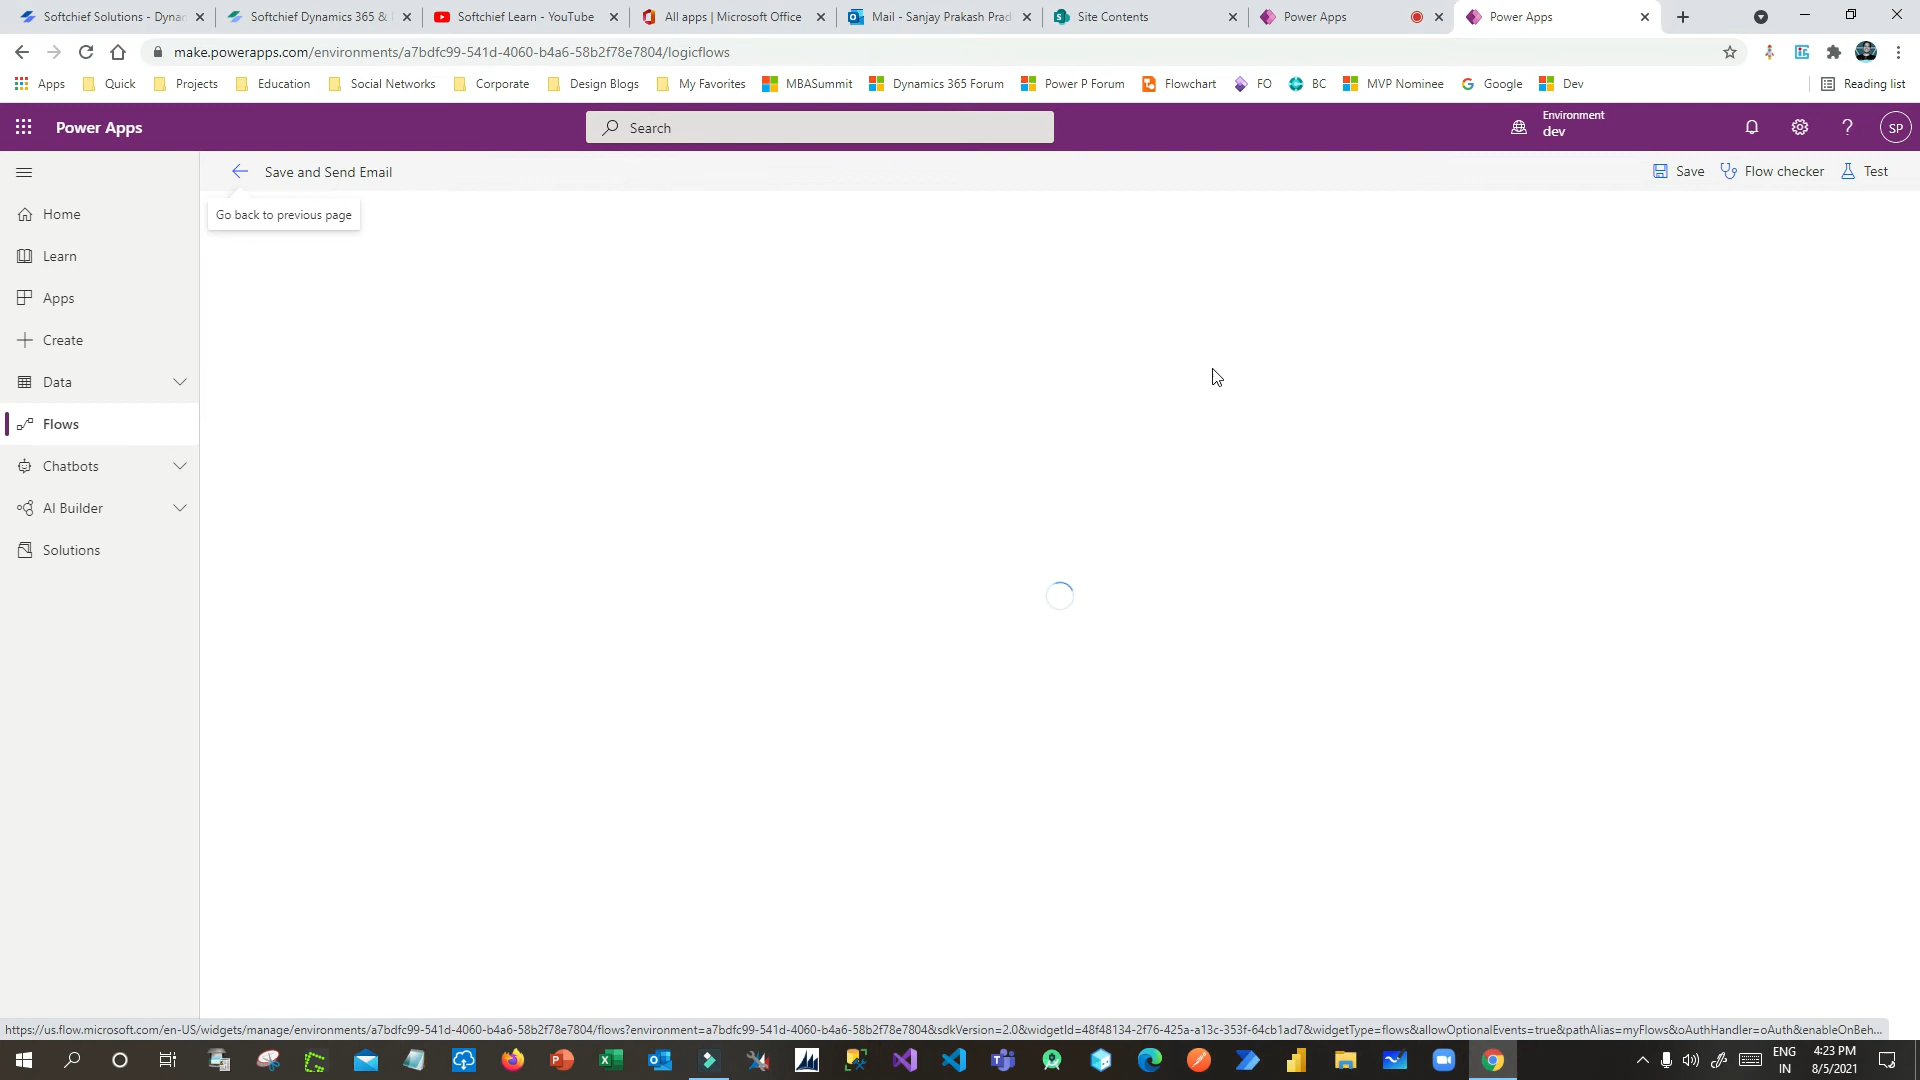 Softchief Solutions - Dynam
Softchief Dynamics 365 &
Softchief Learn - YouTube
All apps | Microsoft Office
Mail - Sanjay Prakash Prad
Site Contents
Power Apps
Power Apps
make.powerapps.com/environments/a7bdfc99-541d-4060-b4a6-58b2f78e7804/logicflows
Apps
Quick
Projects
Education
Social Networks
Corporate
Design Blogs
My Favorites
MBASummit
Dynamics 365 Forum
Power P Forum
Flowchart
FO
BC
MVP Nominee
Google
Dev
Reading list
Power Apps
Search
Environment
dev
SP
Save and Send Email
Save
Flow checker
Test
Go back to previous page
Home
Learn
Apps
Create
Data
Flows
Chatbots
AI Builder
Solutions
https://us.flow.microsoft.com/en-US/widgets/manage/environments/a7bdfc99-541d-4060-b4a6-58b2f78e7804/flows?environment=a7bdfc99-541d-4060-b4a6-58b2f78e7804&sdkVersion=2.0&widgetId=48f48134-2f76-425a-a13c-353f-64cb1ad7&widgetType=flows&allowOptionalEvents=true&pathAlias=myFlows&oAuthHandler=oAuth&enableOnBeh...
ENG
IN
4:23 PM
8/5/2021